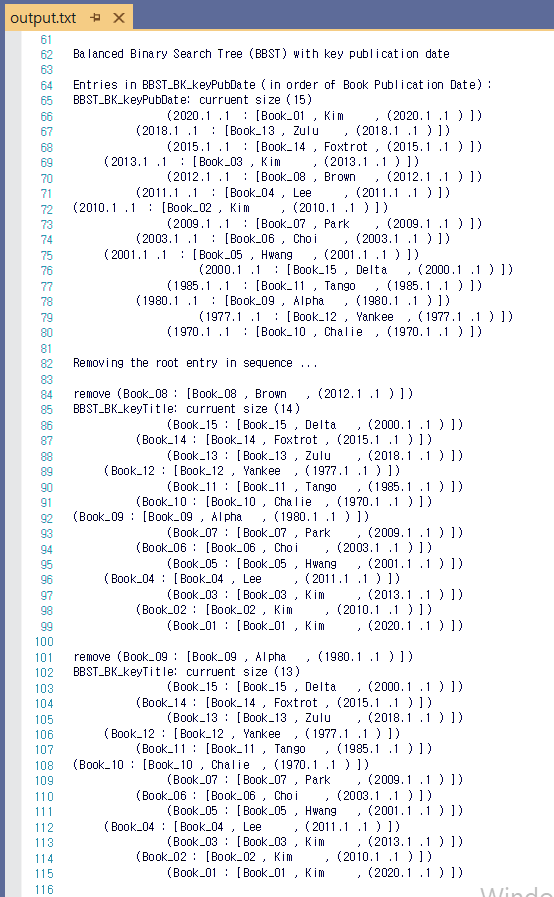 output.txt
61
62 Balanced Binary Search Tree (BBST) with key publication date
63
64 Entries in BBST_BK_keyPubDate (in order of Book Publication Date) :
65 BBST_BK_keyPubDate: curruent size (15)
66 (2020.1 .1 : [Book_01 , Kim , (2020.1 .1 ) ])
67 (2018.1 .1 : [Book_13 , Zulu , (2018.1 .1 ) ])
68 (2015.1 .1 : [Book_14 , Foxtrot , (2015.1 .1 ) ])
69 (2013.1 .1 : [Book_03 , Kim , (2013.1 .1 ) ])
70 (2012.1 .1 : [Book_08 , Brown , (2012.1 .1 ) ])
71 (2011.1 .1 : [Book_04 , Lee , (2011.1 .1 ) ])
72 (2010.1 .1 : [Book_02 , Kim , (2010.1 .1 ) ])
73 (2009.1 .1 : [Book_07 , Park , (2009.1 .1 ) ])
74 (2003.1 .1 : [Book_06 , Choi , (2003.1 .1 ) ])
75 (2001.1 .1 : [Book_05 , Hwang , (2001.1 .1 ) ])
76 (2000.1 .1 : [Book_15 , Delta , (2000.1 .1 ) ])
77 (1985.1 .1 : [Book_11 , Tango , (1985.1 .1 ) ])
78 (1980.1 .1 : [Book_09 , Alpha , (1980.1 .1 ) ])
79 (1977.1 .1 : [Book_12 , Yankee , (1977.1 .1 ) ])
80 (1970.1 .1 : [Book_10 , Chalie , (1970.1 .1 ) ])
81
82 Removing the root entry in sequence ...
83
84 remove (Book_08 : [Book_08 , Brown , (2012.1 .1 ) ])
85 BBST_BK_keyTitle: curruent size (14)
86 (Book_15 : [Book_15 , Delta , (2000.1 .1 ) ])
87 (Book_14 : [Book_14 , Foxtrot , (2015.1 .1 ) ])
88 (Book_13 : [Book_13 , Zulu , (2018.1 .1 ) ])
89 (Book_12 : [Book_12 , Yankee , (1977.1 .1 ) ])
90 (Book_11 : [Book_11 , Tango , (1985.1 .1 ) ])
91 (Book_10 : [Book_10 , Chalie , (1970.1 .1 ) ])
92 (Book_09 : [Book_09 , Alpha , (1980.1 .1 ) ])
93 (Book_07 : [Book_07 , Park , (2009.1 .1 ) ])
94 (Book_06 : [Book_06 , Choi , (2003.1 .1 ) ])
95 (Book_05 : [Book_05 , Hwang , (2001.1 .1 ) ])
96 (Book_04 : [Book_04 , Lee , (2011.1 .1 ) ])
97 (Book_03 : [Book_03 , Kim , (2013.1 .1 ) ])
98 (Book_02 : [Book_02 , Kim , (2010.1 .1 ) ])
99 (Book_01 : [Book_01 , Kim , (2020.1 .1 ) ])
100
101 remove (Book_09 : [Book_09 , Alpha , (1980.1 .1 ) ])
102 BBST_BK_keyTitle: curruent size (13)
103 (Book_15 : [Book_15 , Delta , (2000.1 .1 ) ])
104 (Book_14 : [Book_14 , Foxtrot , (2015.1 .1 ) ])
105 (Book_13 : [Book_13 , Zulu , (2018.1 .1 ) ])
106 (Book_12 : [Book_12 , Yankee , (1977.1 .1 ) ])
107 (Book_11 : [Book_11 , Tango , (1985.1 .1 ) ])
108 (Book_10 : [Book_10 , Chalie , (1970.1 .1 ) ])
109 (Book_07 : [Book_07 , Park , (2009.1 .1 ) ])
110 (Book_06 : [Book_06 , Choi , (2003.1 .1 ) ])
111 (Book_05 : [Book_05 , Hwang , (2001.1 .1 ) ])
112 (Book_04 : [Book_04 , Lee , (2011.1 .1 ) ])
113 (Book_03 : [Book_03 , Kim , (2013.1 .1 ) ])
114 (Book_02 : [Book_02 , Kim , (2010.1 .1 ) ])
115 (Book_01 : [Book_01 , Kim , (2020.1 .1 ) ])
116